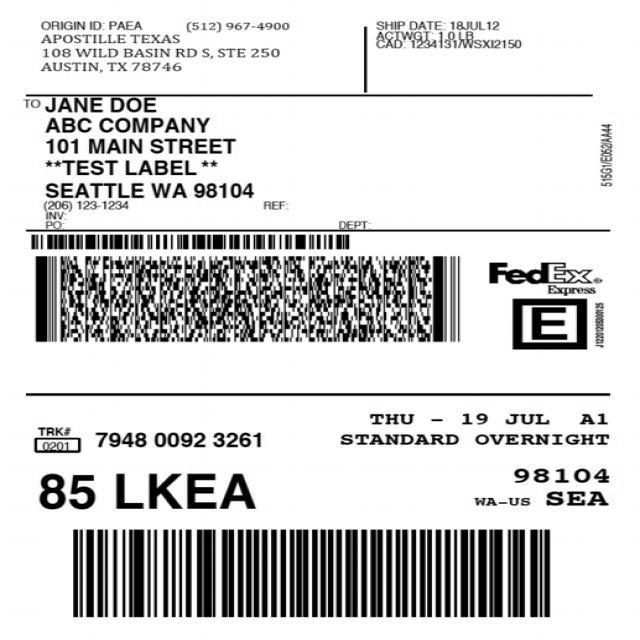 ORIGIN ID: PAEA (512) 967-4900
APOSTILLE TEXAS
108 WILD BASIN RD S, STE 250
AUSTIN, TX 78746
SHIP DATE: 18JUL12
ACTWGT: 1.0 LB
CAD: 1234131/WSXI2150
TO JANE DOE
ABC COMPANY
101 MAIN STREET
**TEST LABEL **
SEATTLE WA 98104
(206) 123-1234 REF:
INV:
PO: DEPT:
515G1/E052/AA44
FedEx
Express
E
TRK#
0201
7948 0092 3261
THU - 19 JUL A1
STANDARD OVERNIGHT
85 LKEA
98104
WA-US SEA